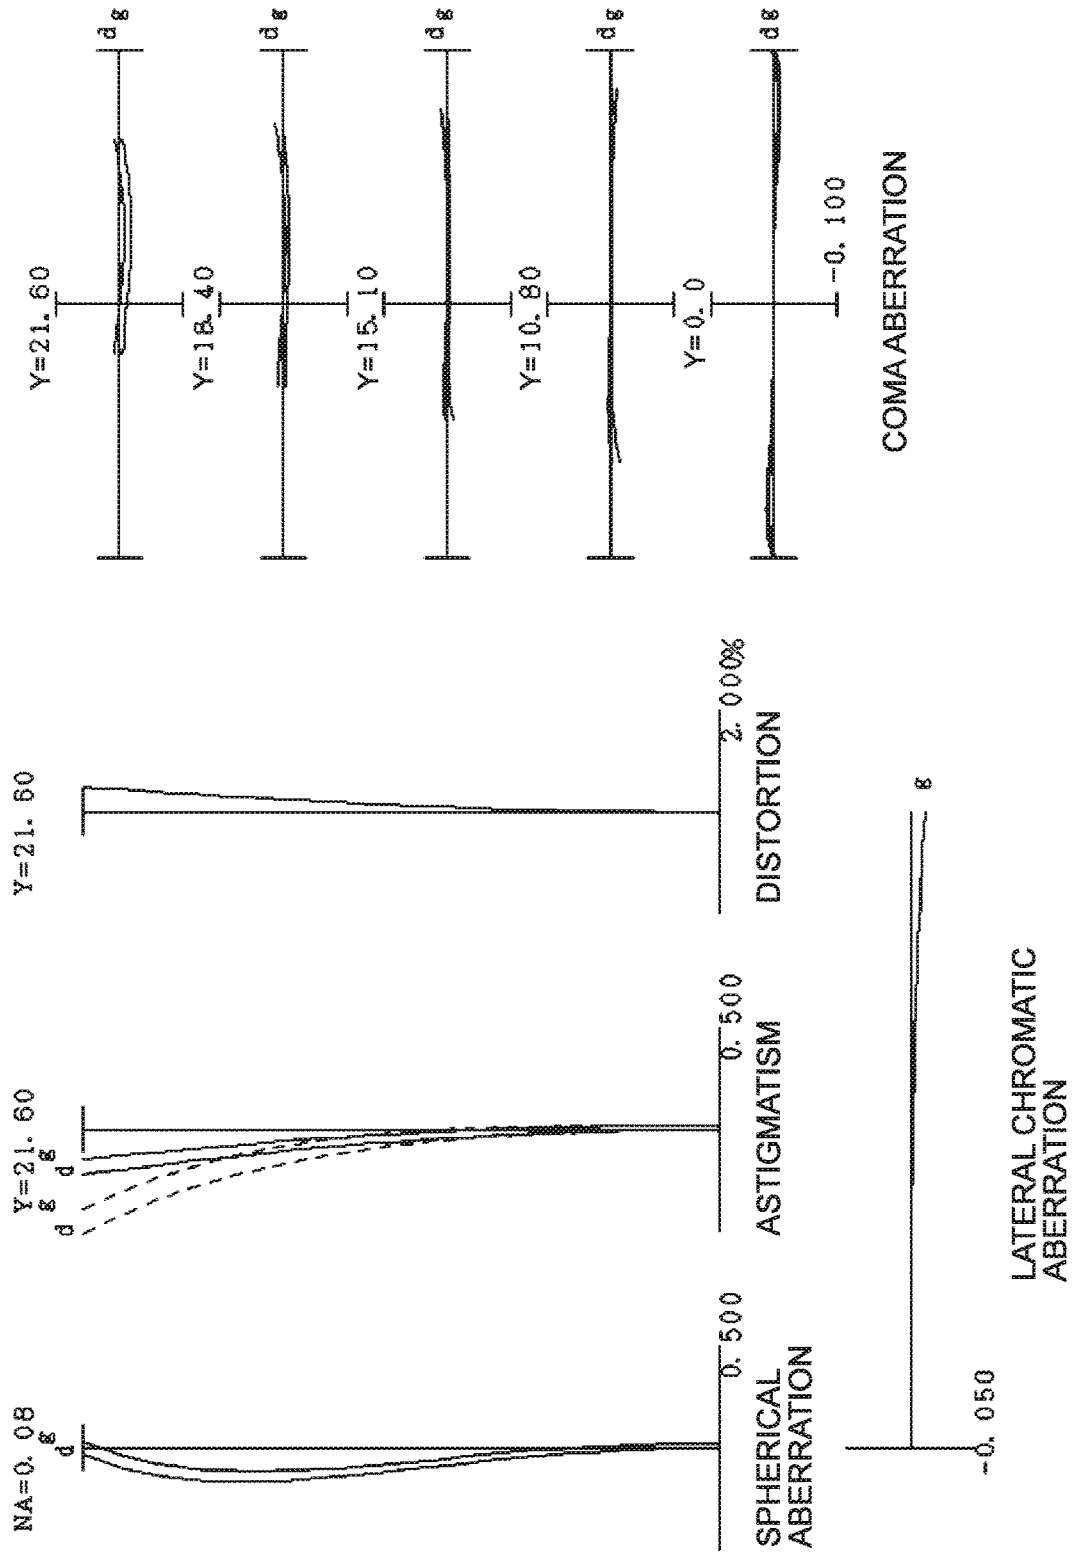 NA=0. 08
d g
0. 500
SPHERICAL
ABERRATION
Y=21. 60
d g d g
0. 500
ASTIGMATISM
Y=21. 60
2. 000%
DISTORTION
Y=21. 60
d g
Y=18. 40
d g
Y=15. 10
d g
Y=10. 80
d g
Y=0. 0
d g
-0. 100
COMA ABERRATION
g
-0. 050
LATERAL CHROMATIC
ABERRATION